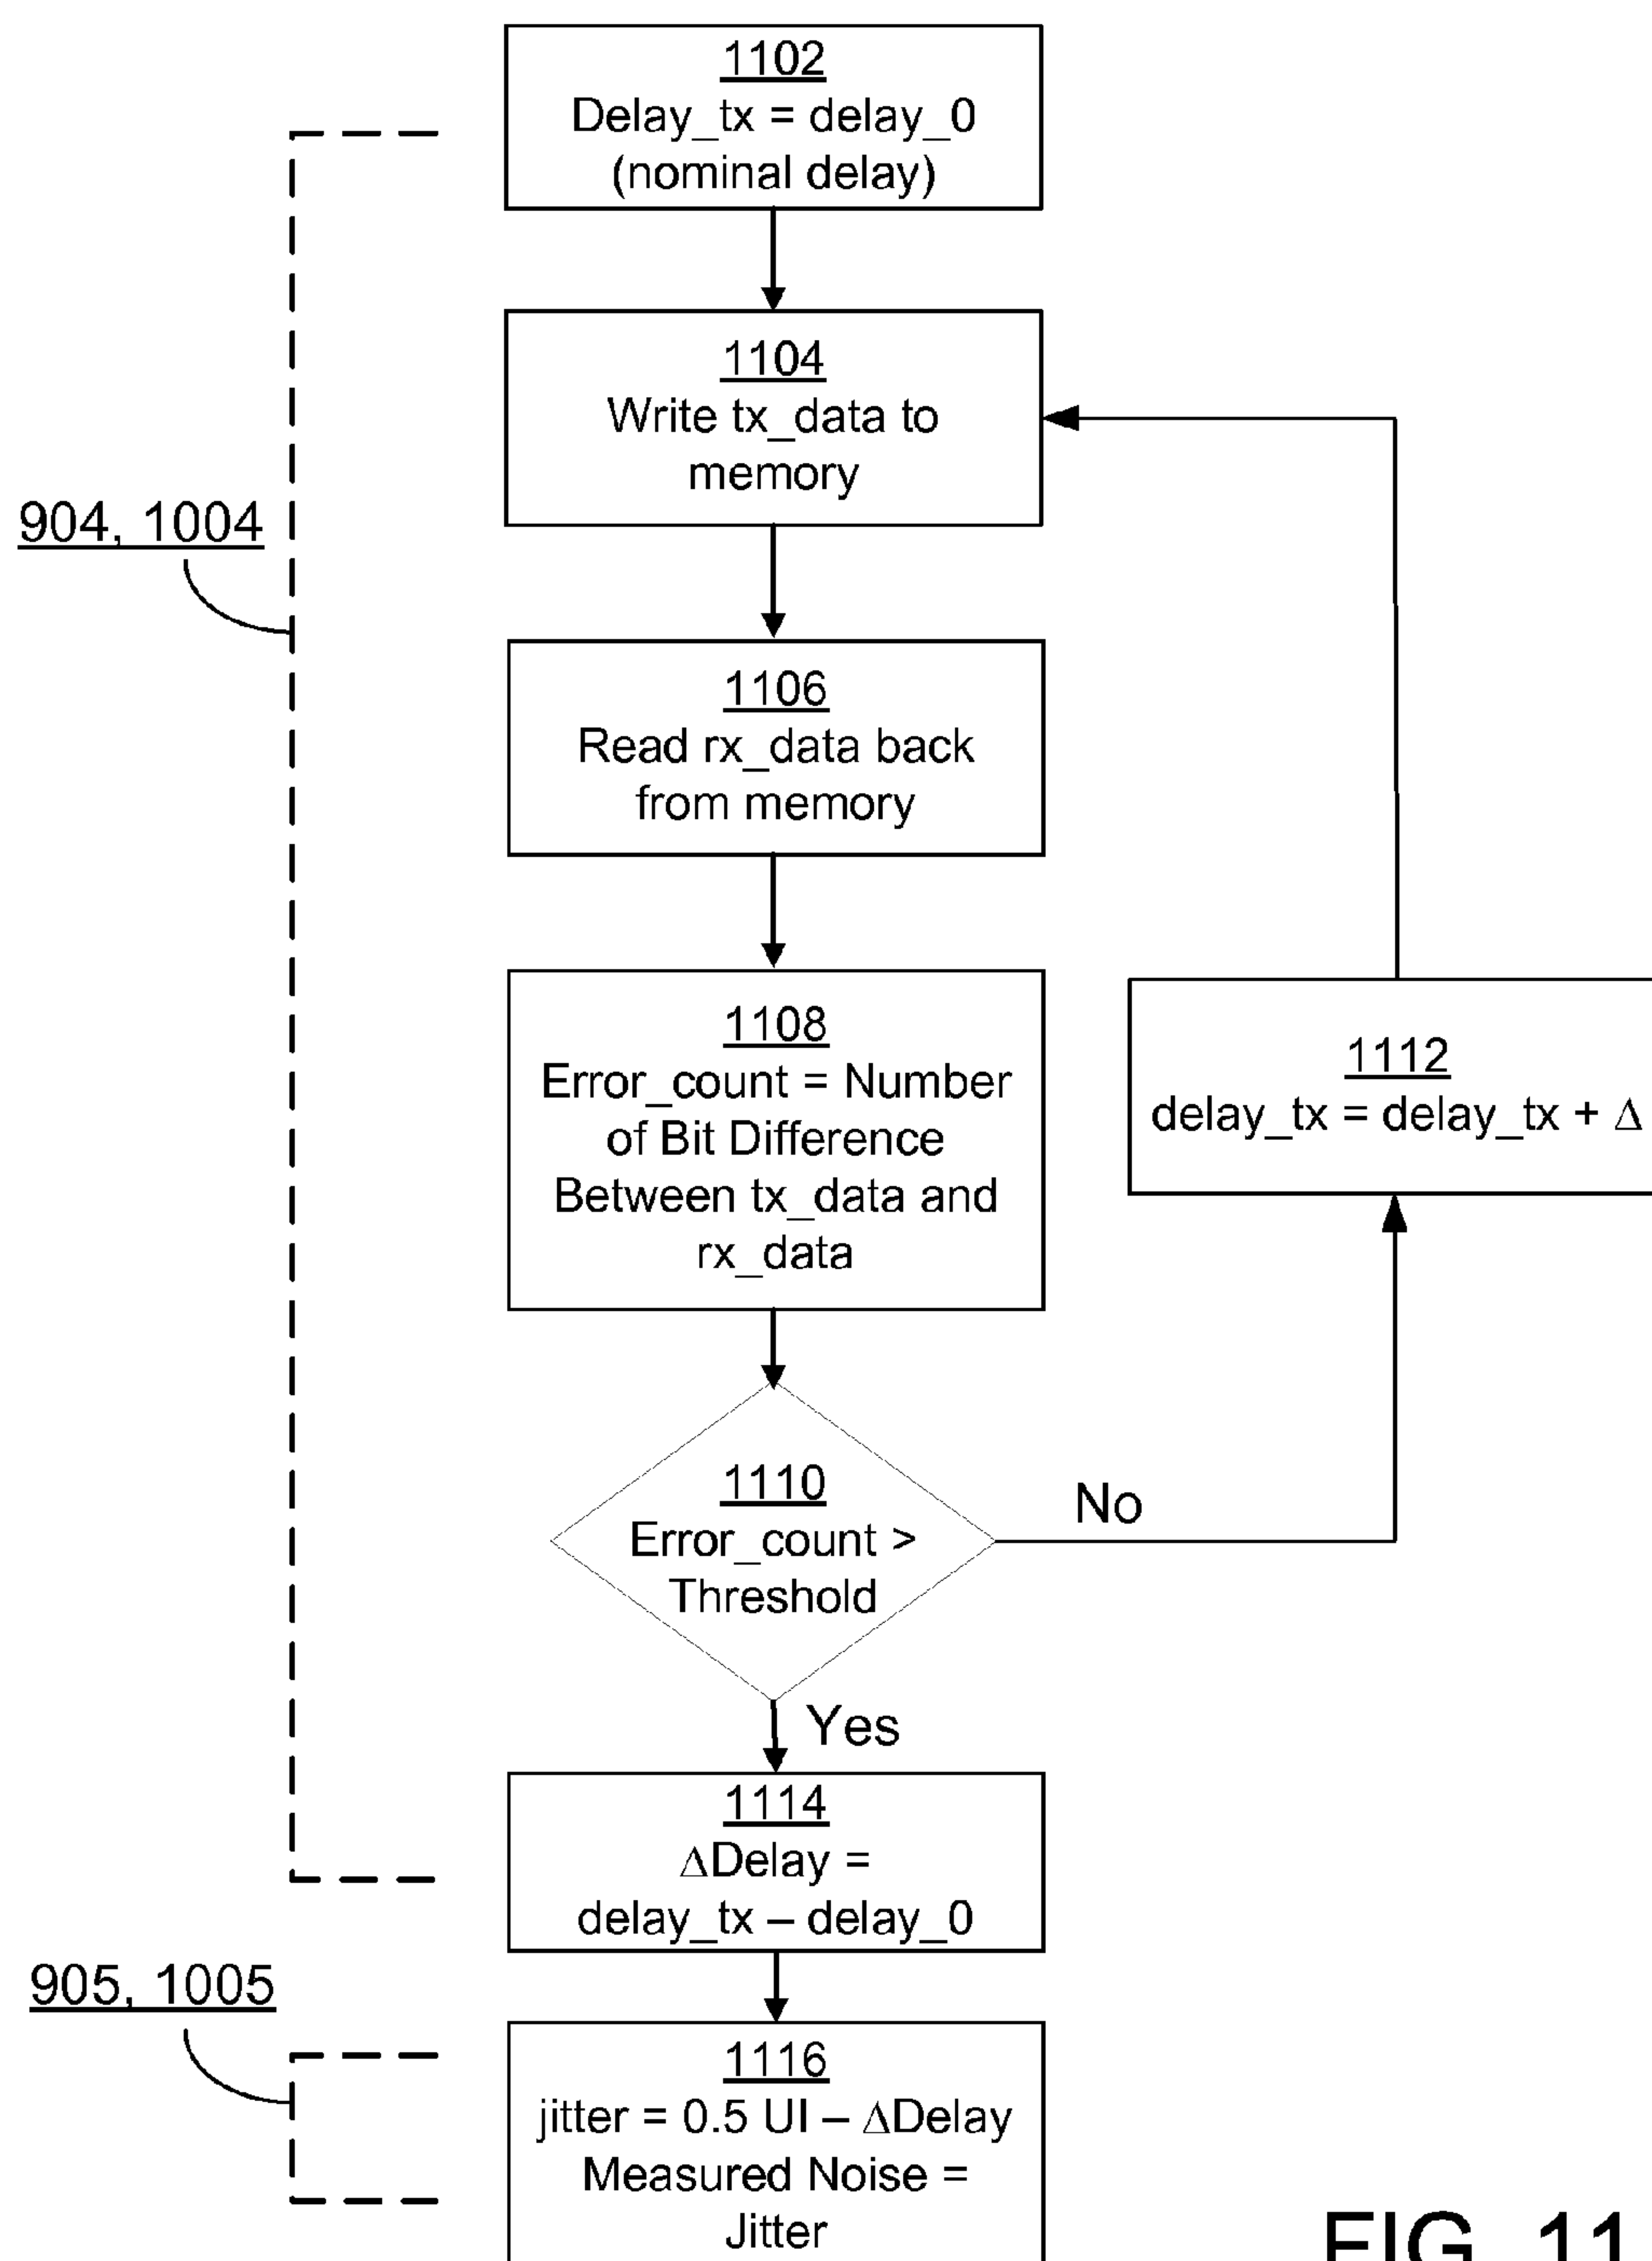 1102
Delay_tx = delay_0
(nominal delay)
1104
Write tx_data to
memory
904, 1004
1106
Read rx_data back
from memory
1108
Error_count = Number
of Bit Difference
Between tx_data and
rx_data
1112
delay_tx = delay_tx + Δ
1110
Error_count >
Threshold
No
Yes
1114
ΔDelay =
delay_tx – delay_0
905, 1005
1116
jitter = 0.5 UI – ΔDelay
Measured Noise =
Jitter
FIG. 11